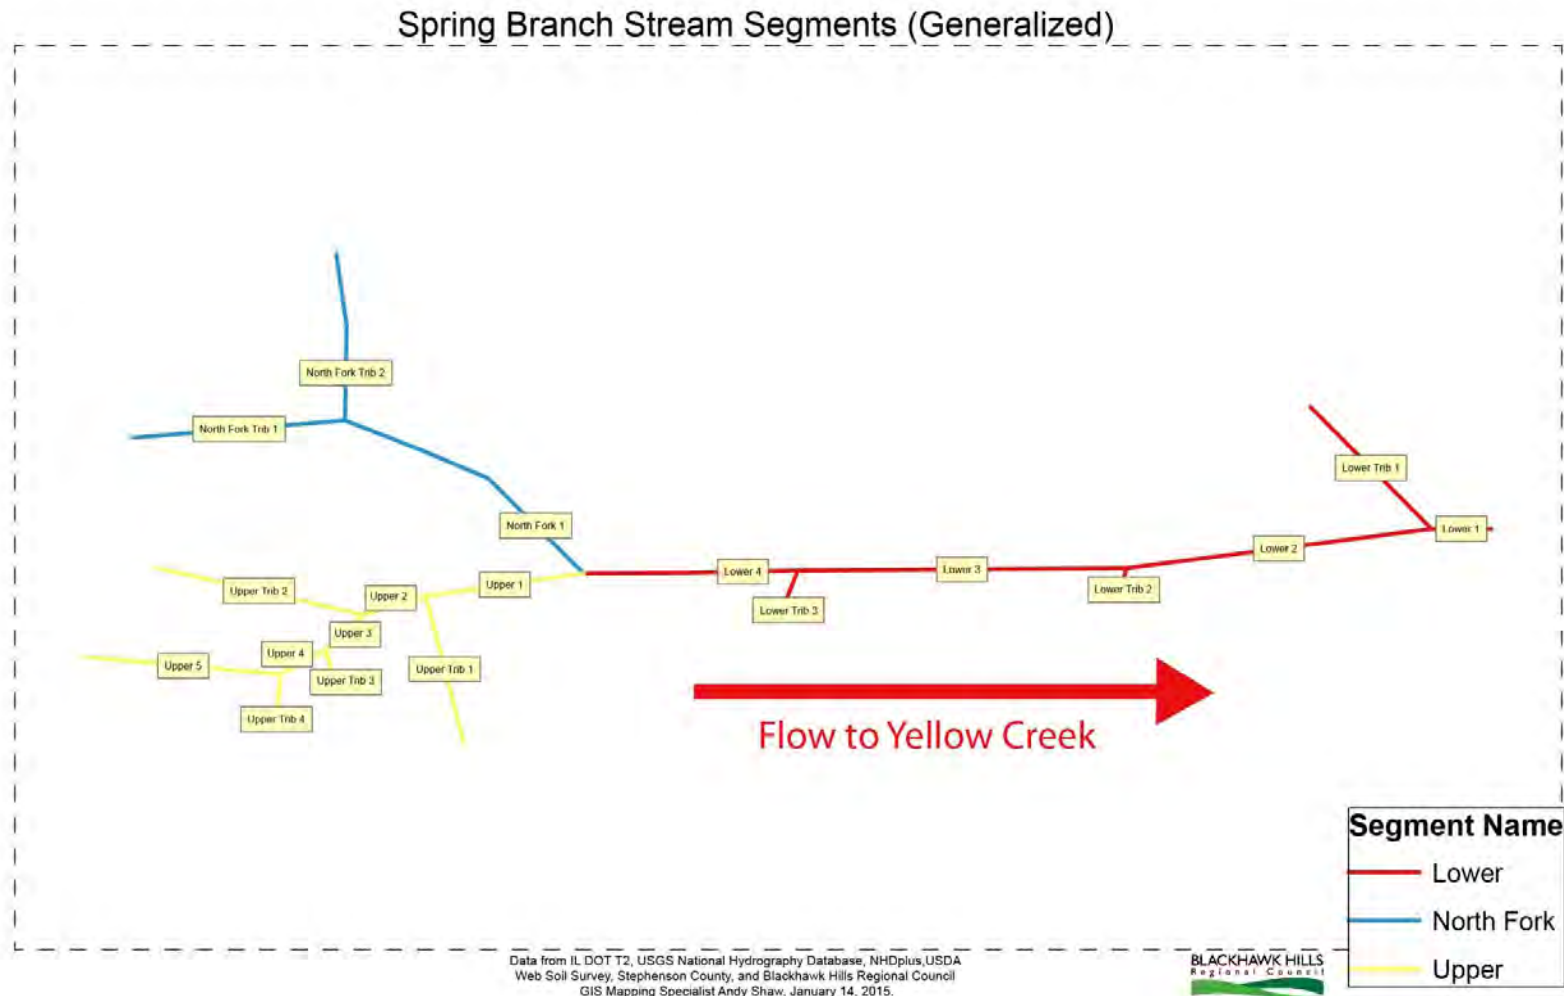 Spring Branch Stream Segments (Generalized)
North Fork Trib 2
North Fork Trib 1
Lower Trib 1
North Fork 1
Lower 1
Lower 2
Lower 4
Lower 3
Upper 1
Upper Trib 2
Upper 2
Lower Trib 2
Lower Trib 3
Upper 3
Upper 4
Upper 5
Upper Trib 1
Upper Trib 3
Upper Trib 4
Flow to Yellow Creek
Segment Name
Lower
North Fork
Upper
Data from IL DOT T2, USGS National Hydrography Database, NHDplus,USDA
Web Soil Survey, Stephenson County, and Blackhawk Hills Regional Council
GIS Mapping Specialist Andy Shaw, January 14, 2015.
BLACKHAWK HILLS
Regional Council